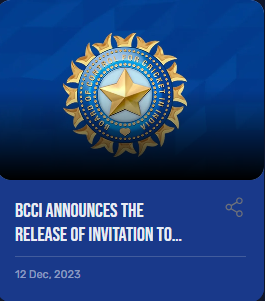 BOARD OF CONTROL FOR CRICKET IN INDIA
BCCI ANNOUNCES THE
RELEASE OF INVITATION TO...
12 Dec, 2023